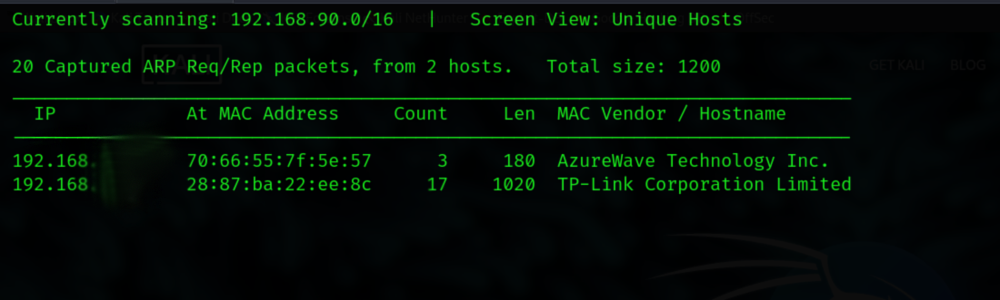 Currently scanning: 192.168.90.0/16 | Screen View: Unique Hosts
20 Captured ARP Req/Rep packets, from 2 hosts. Total size: 1200
IP At MAC Address Count Len MAC Vendor / Hostname
192.168. 70:66:55:7f:5e:57 3 180 AzureWave Technology Inc.
192.168. 28:87:ba:22:ee:8c 17 1020 TP-Link Corporation Limited
GET KALI BLOG